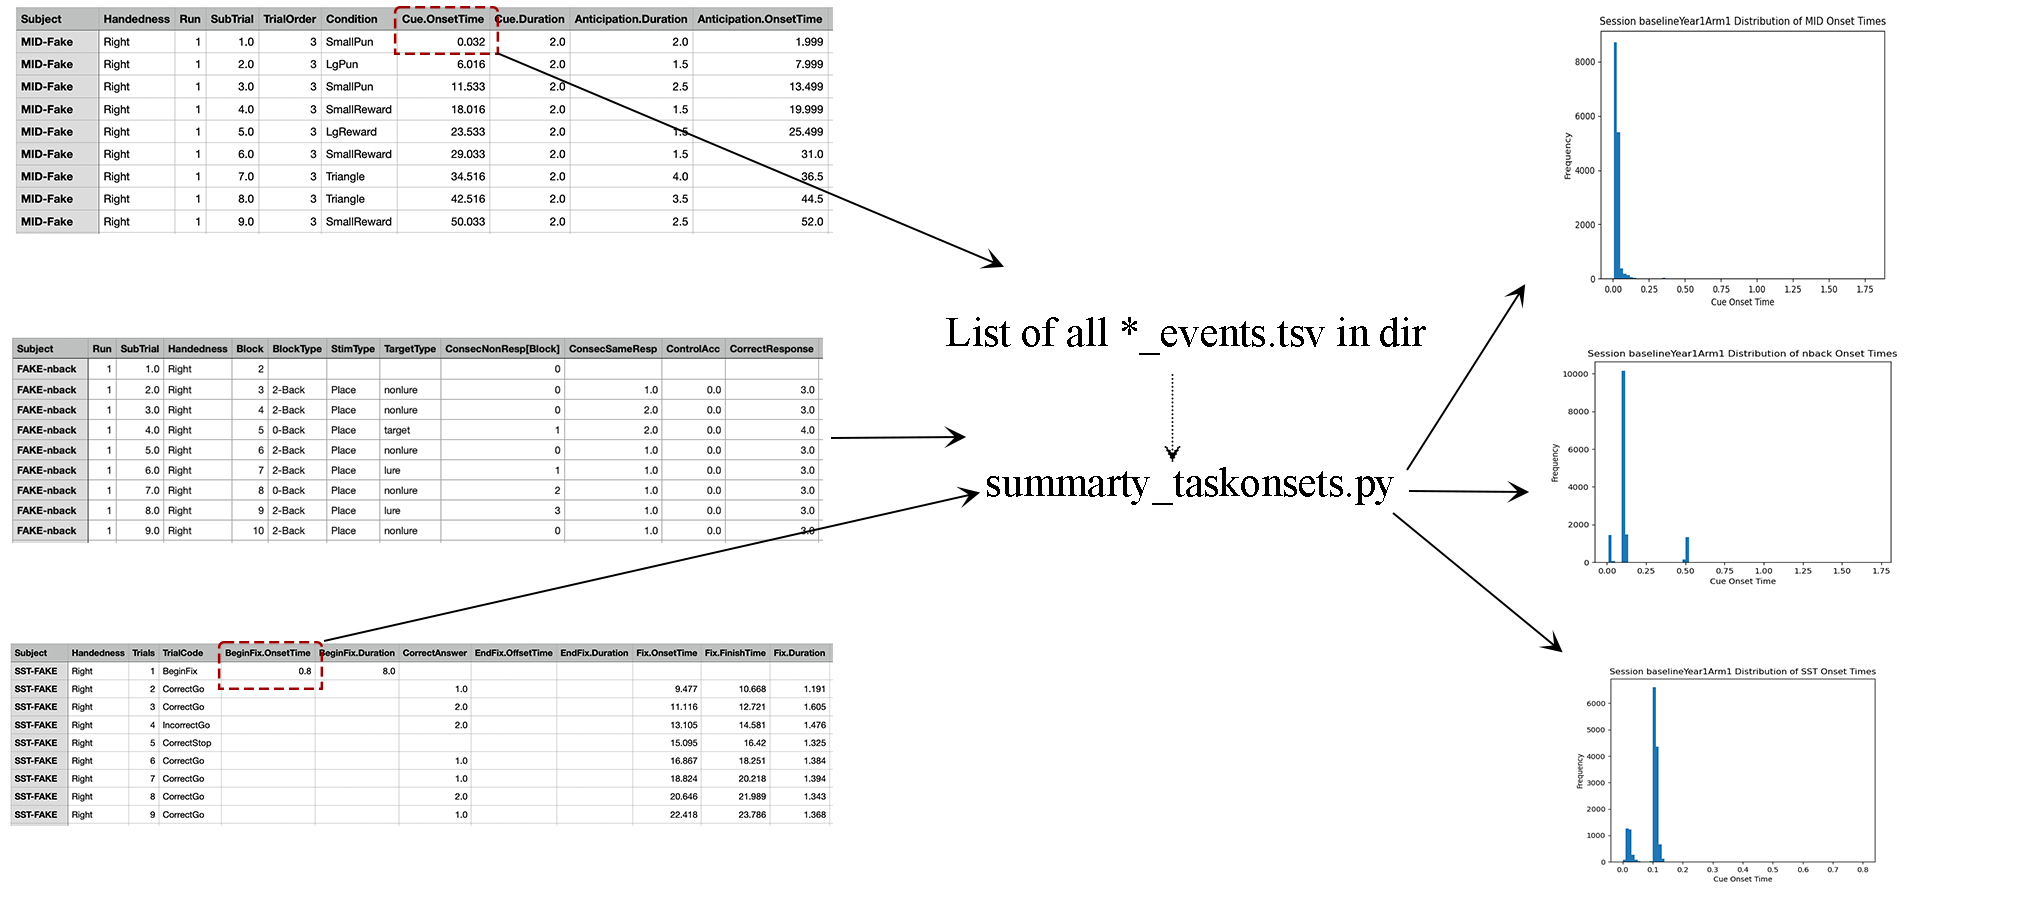 Subject Handedness Run SubTrial TrialOrder Condition Cue.OnsetTime Cue.Duration Anticipation.Duration Anticipation.OnsetTime
MID-Fake Right 1 1.0 3 SmallPun 0.032 2.0 2.0 1.999
MID-Fake Right 1 2.0 3 LgPun 6.016 2.0 1.5 7.999
MID-Fake Right 1 3.0 3 SmallPun 11.533 2.0 2.5 13.499
MID-Fake Right 1 4.0 3 SmallReward 18.016 2.0 1.5 19.999
MID-Fake Right 1 5.0 3 LgReward 23.533 2.0 1.5 25.499
MID-Fake Right 1 6.0 3 SmallReward 29.033 2.0 1.5 31.0
MID-Fake Right 1 7.0 3 Triangle 34.516 2.0 4.0 36.5
MID-Fake Right 1 8.0 3 Triangle 42.516 2.0 3.5 44.5
MID-Fake Right 1 9.0 3 SmallReward 50.033 2.0 2.5 52.0
Subject Run SubTrial Handedness Block BlockType StimType TargetType ConsecNonResp[Block] ConsecSameResp ControlAcc CorrectResponse
FAKE-nback 1 1.0 Right 2 0
FAKE-nback 1 2.0 Right 3 2-Back Place nonlure 0 1.0 0.0 3.0
FAKE-nback 1 3.0 Right 4 2-Back Place nonlure 0 2.0 0.0 3.0
FAKE-nback 1 4.0 Right 5 0-Back Place target 1 2.0 0.0 4.0
FAKE-nback 1 5.0 Right 6 2-Back Place nonlure 0 1.0 0.0 3.0
FAKE-nback 1 6.0 Right 7 2-Back Place lure 1 1.0 0.0 3.0
FAKE-nback 1 7.0 Right 8 0-Back Place nonlure 2 1.0 0.0 3.0
FAKE-nback 1 8.0 Right 9 2-Back Place lure 3 1.0 0.0 3.0
FAKE-nback 1 9.0 Right 10 2-Back Place nonlure 0 1.0 0.0 3.0
Subject Handedness Trials TrialCode BeginFix.OnsetTime BeginFix.Duration CorrectAnswer EndFix.OffsetTime EndFix.Duration Fix.OnsetTime Fix.FinishTime Fix.Duration
SST-FAKE Right 1 BeginFix 0.8 8.0
SST-FAKE Right 2 CorrectGo 1.0 9.477 10.668 1.191
SST-FAKE Right 3 CorrectGo 2.0 11.116 12.721 1.605
SST-FAKE Right 4 IncorrectGo 2.0 13.105 14.581 1.476
SST-FAKE Right 5 CorrectStop 15.095 16.42 1.325
SST-FAKE Right 6 CorrectGo 1.0 16.867 18.251 1.384
SST-FAKE Right 7 CorrectGo 1.0 18.824 20.218 1.394
SST-FAKE Right 8 CorrectGo 2.0 20.646 21.989 1.343
SST-FAKE Right 9 CorrectGo 1.0 22.418 23.786 1.368
List of all *_events.tsv in dir
summarty_taskonsets.py
Session baselineYear1Arm1 Distribution of MID Onset Times
8000
6000
4000
2000
0
Frequency
0.00 0.25 0.50 0.75 1.00 1.25 1.50 1.75
Cue Onset Time
Session baselineYear1Arm1 Distribution of nback Onset Times
10000
8000
6000
4000
2000
0
Frequency
0.00 0.25 0.50 0.75 1.00 1.25 1.50 1.75
Cue Onset Time
Session baselineYear1Arm1 Distribution of SST Onset Times
6000
5000
4000
3000
2000
1000
0
Frequency
0.0 0.1 0.2 0.3 0.4 0.5 0.6 0.7 0.8
Cue Onset Time